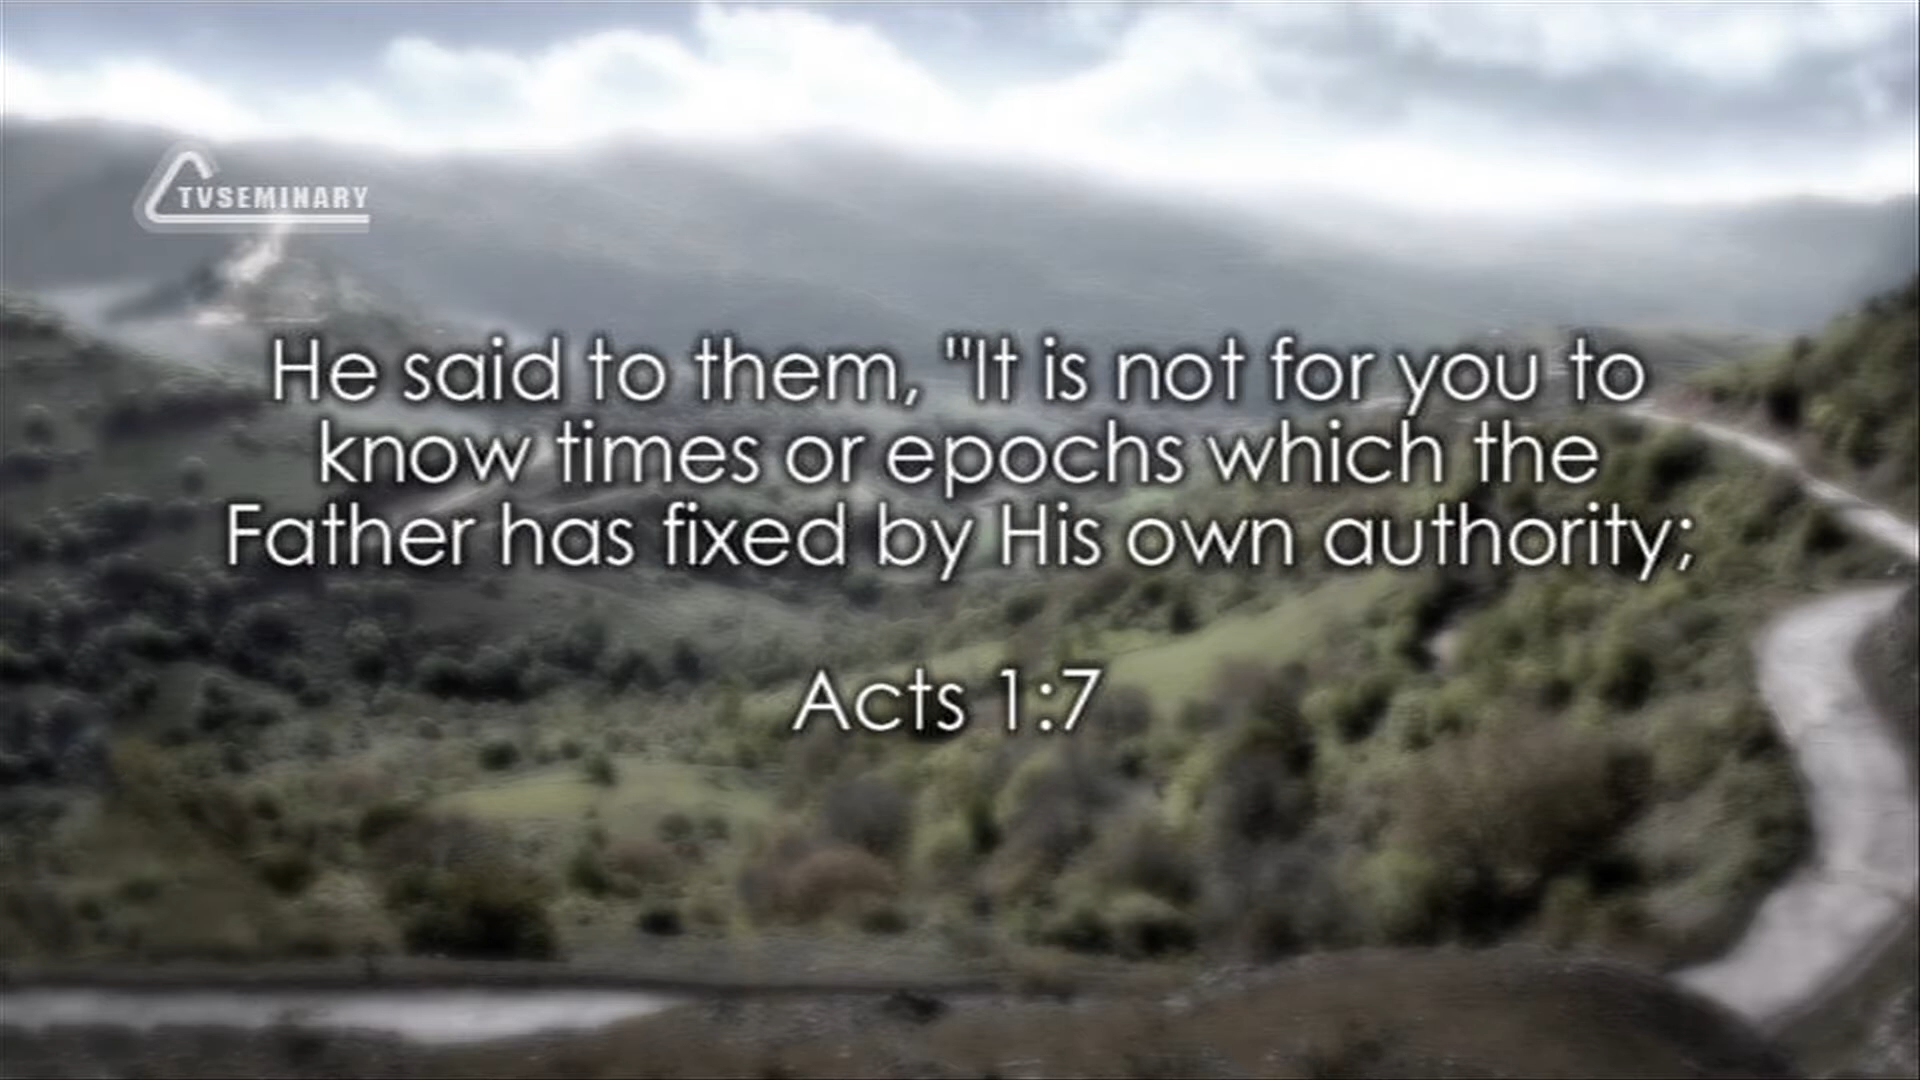 TVSEMINARY
He said to them, "It is not for you to
know times or epochs which the
Father has fixed by His own authority;
Acts 1:7